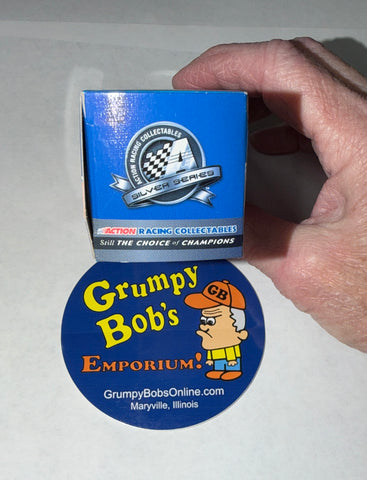 ACTION RACING COLLECTABLES
A
SILVER SERIES
ACTION RACING COLLECTABLES
Still THE CHOICE of CHAMPIONS
Grumpy
Bob's
GB
EMPORIUM!
GrumpyBobsOnline.com
Maryville, Illinois